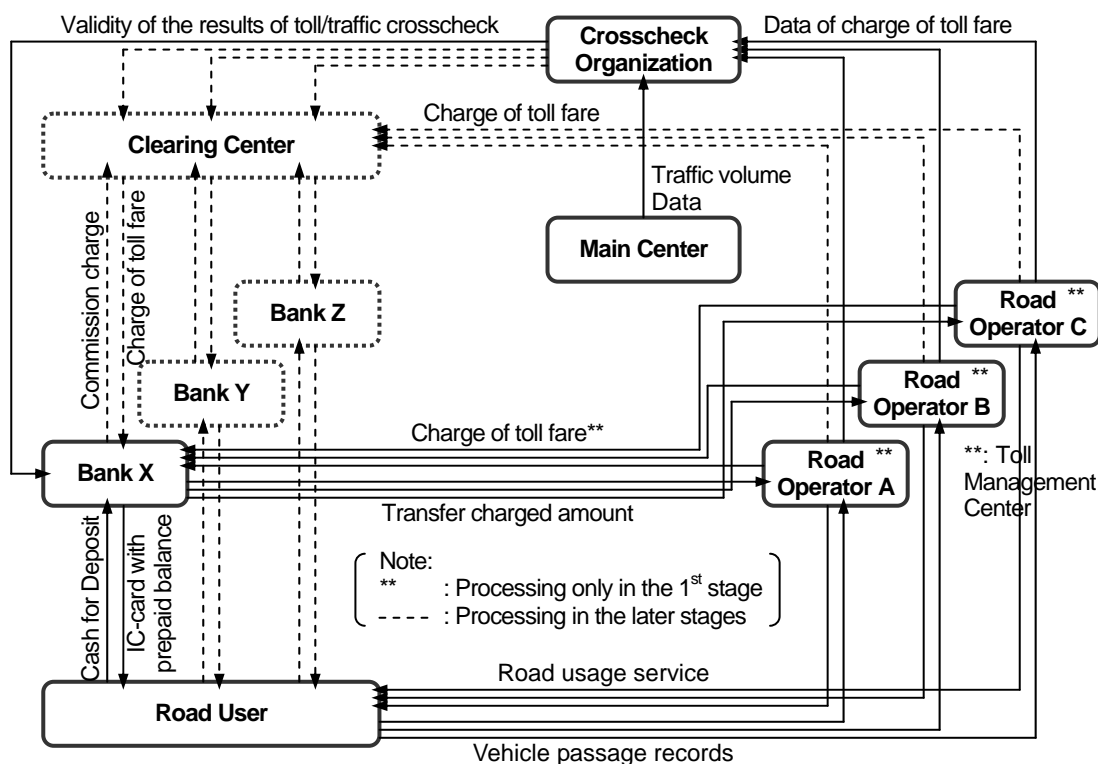 Validity of the results of toll/traffic crosscheck
Crosscheck
Organization
Data of charge of toll fare
Charge of toll fare
Clearing Center
Traffic volume
Data
Main Center
Commission charge
Charge of toll fare
Bank Z
Road **
Operator C
Bank Y
Road **
Operator B
Charge of toll fare**
Bank X
Road **
Operator A
**: Toll
Management
Center
Transfer charged amount
Cash for Deposit
IC-card with
prepaid balance
Note:
** : Processing only in the 1st stage
---- : Processing in the later stages
Road usage service
Road User
Vehicle passage records